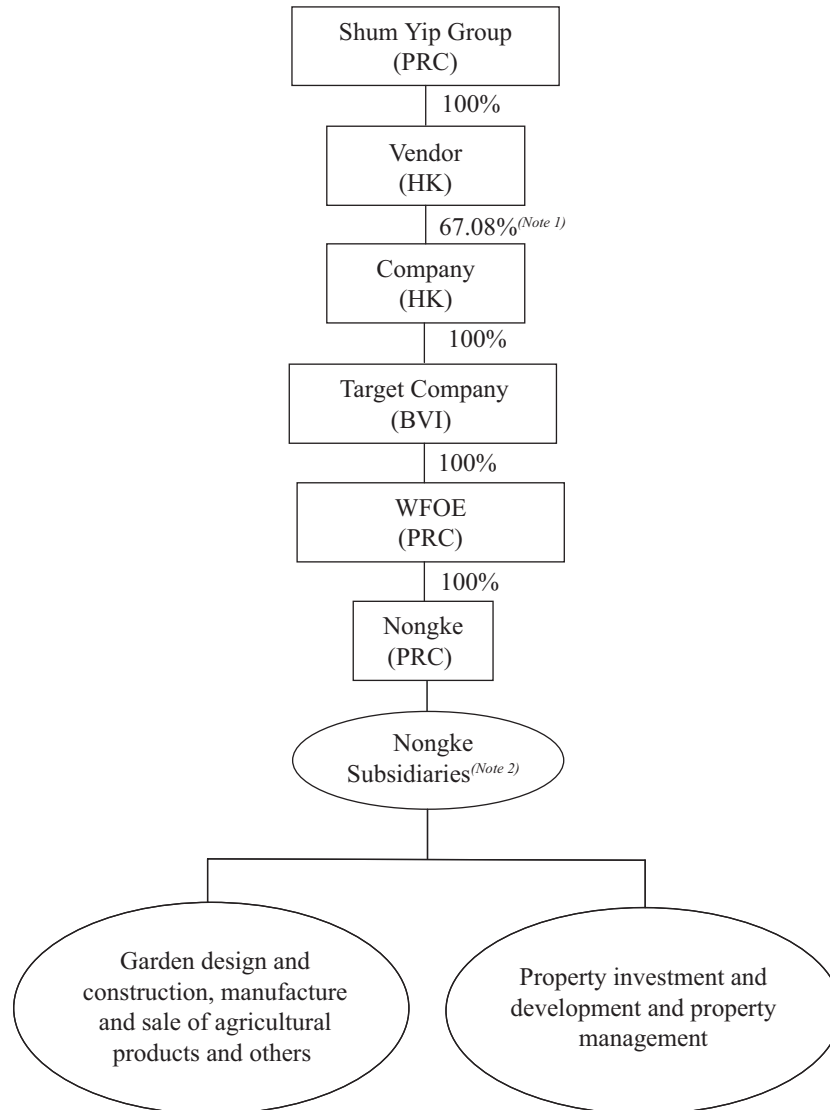 Shum Yip Group
(PRC)
100%
Vendor
(HK)
67.08%(Note 1)
Company
(HK)
100%
Target Company
(BVI)
100%
WFOE
(PRC)
100%
Nongke
(PRC)
Nongke
Subsidiaries(Note 2)
Garden design and
construction, manufacture
and sale of agricultural
products and others
Property investment and
development and property
management